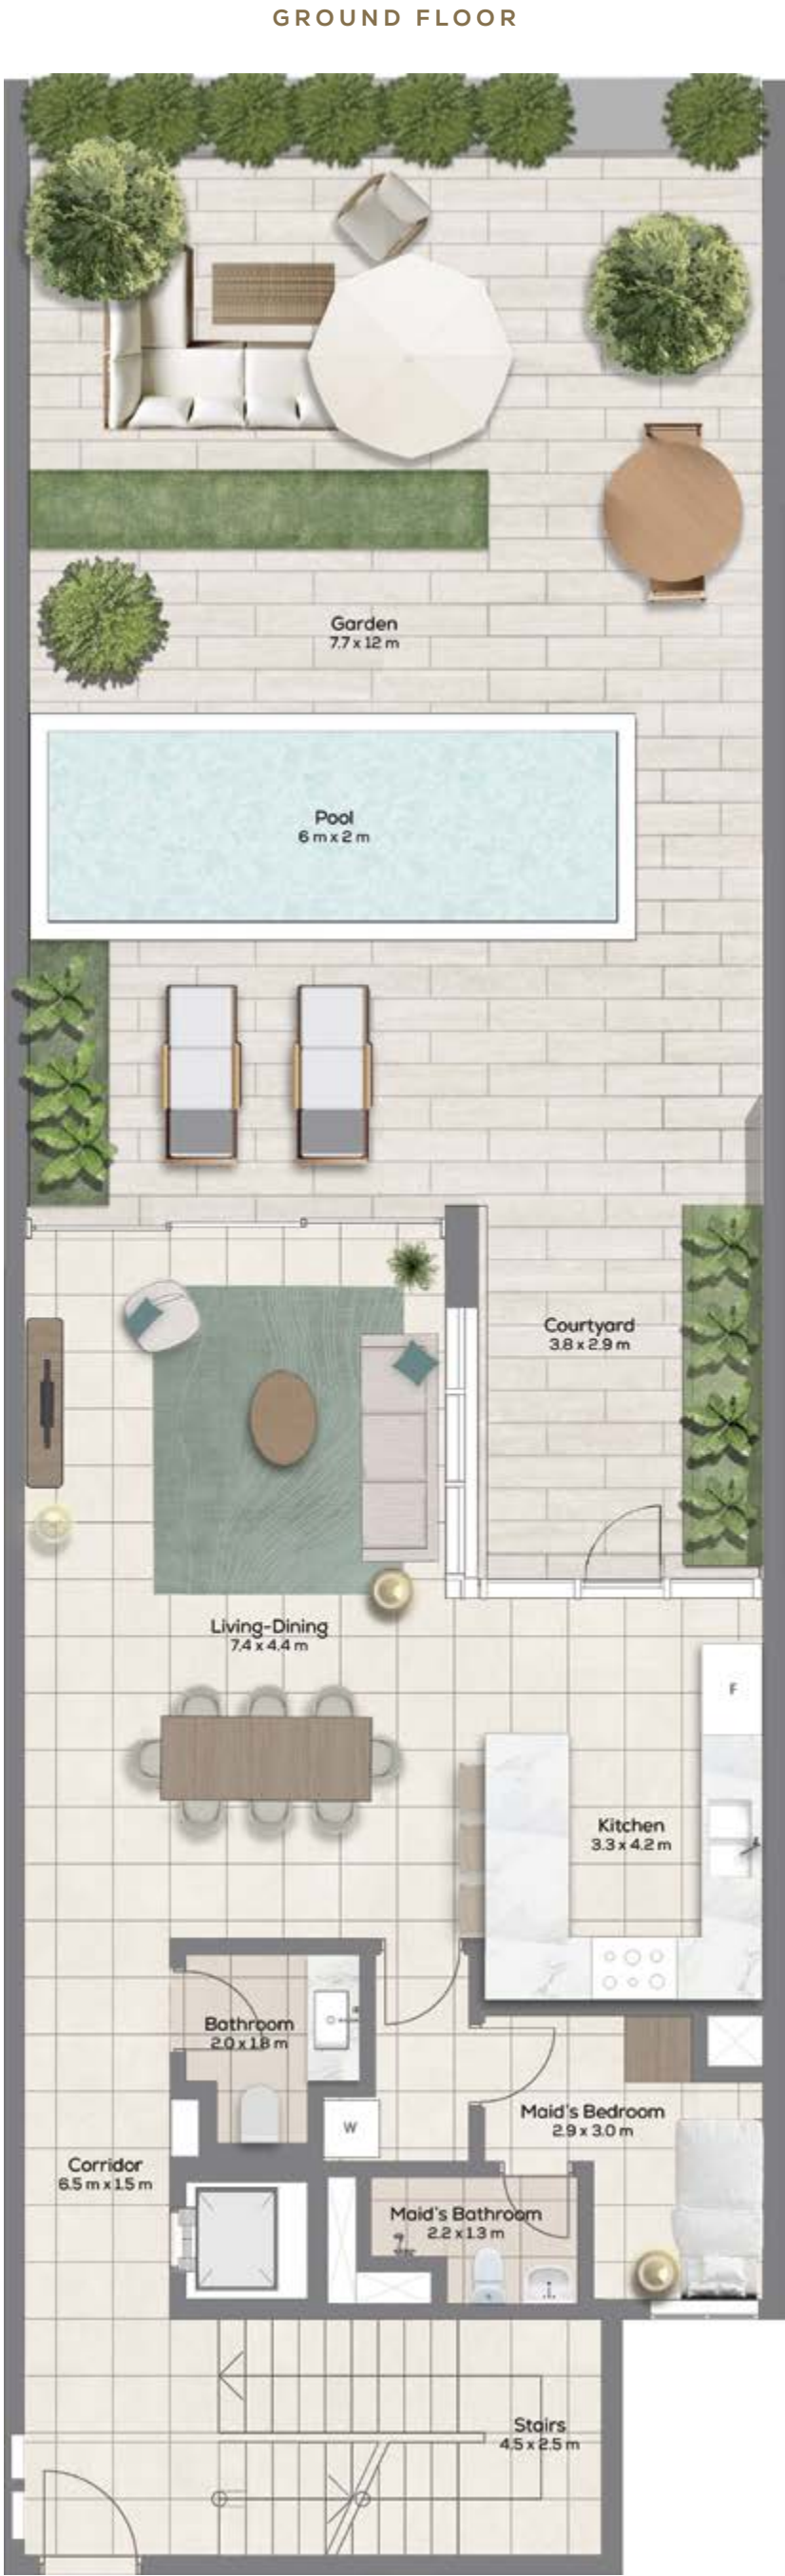 GROUND FLOOR
Garden
7.7 x 12 m
Pool
6 m x 2 m
Courtyard
3.8 x 2.9 m
Living-Dining
7.4 x 4.4 m
F
Kitchen
3.3 x 4.2 m
Bathroom
2.0 x 1.8 m
W
Maid's Bedroom
2.9 x 3.0 m
Corridor
6.5 m x 1.5 m
Maid's Bathroom
2.2 x 1.3 m
Stairs
4.5 x 2.5 m